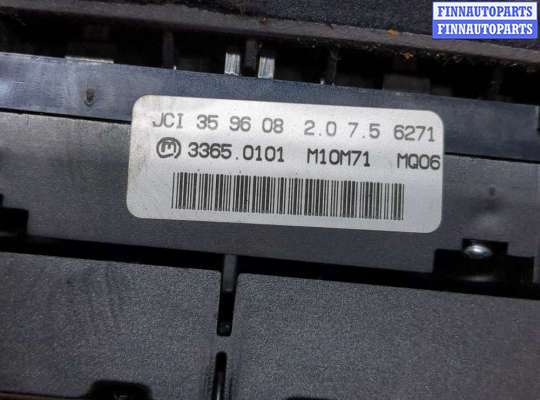 FINNAUTOPARTS
FINNAUTOPARTS
JCI 35 96 08 2.0 7.5 6271
M 3365.0101 M10M71 MQ06